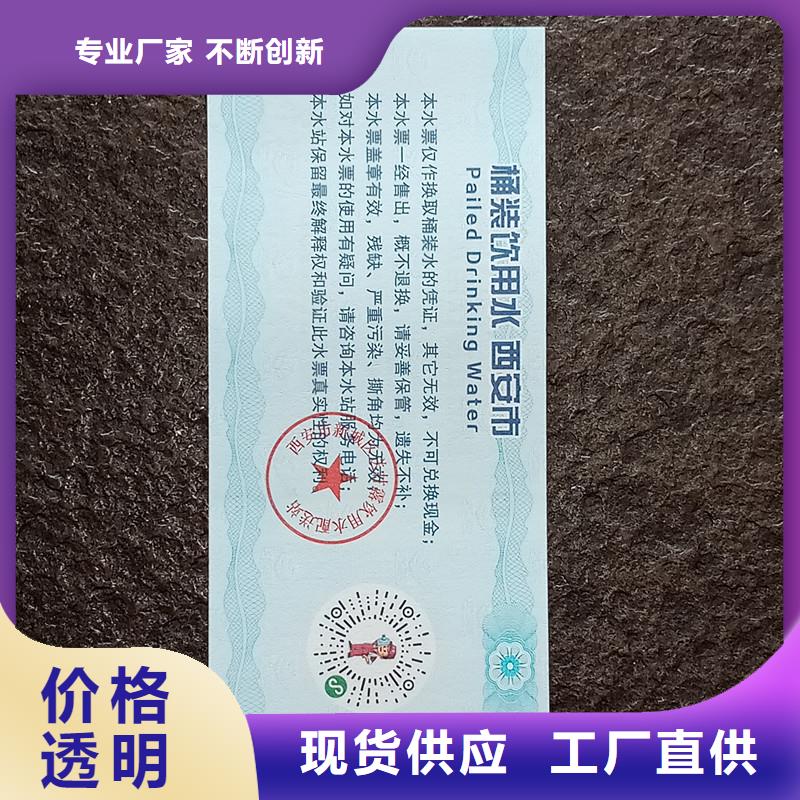 专业厂家 不断创新
桶装饮用水 西安市
Pailed Drinking Water
本水票仅作换取桶装水的凭证，其它无效，不可兑换现金；
本水票一经售出，概不退换，请妥善保管，遗失不补；
本水票盖章有效，残缺、严重污染、撕角均为无效；
如对本水票的使用有疑问，请咨询本水站服务电话；
本水站保留最终解释权和验证此水票真实性的权利。
饮用水配送站
价格
透明
现货供应 工厂直供